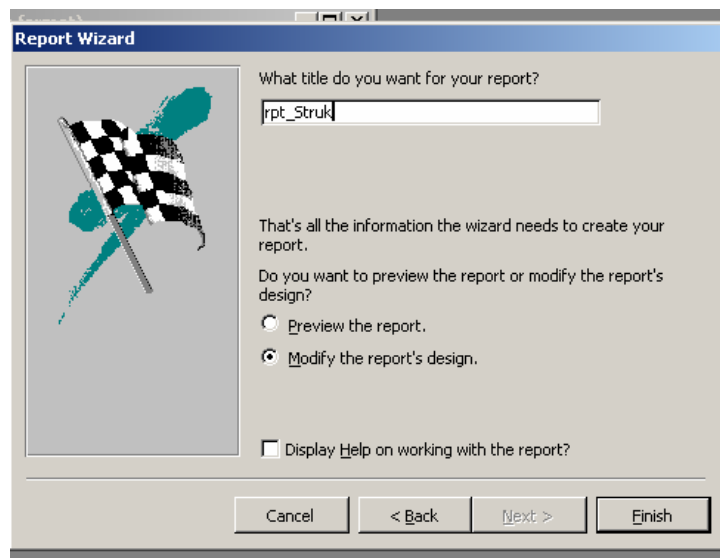 Report Wizard
What title do you want for your report?
rpt_Struk
That's all the information the wizard needs to create your
report.
Do you want to preview the report or modify the report's
design?
Preview the report.
Modify the report's design.
Display Help on working with the report?
Cancel
< Back
Next >
Finish